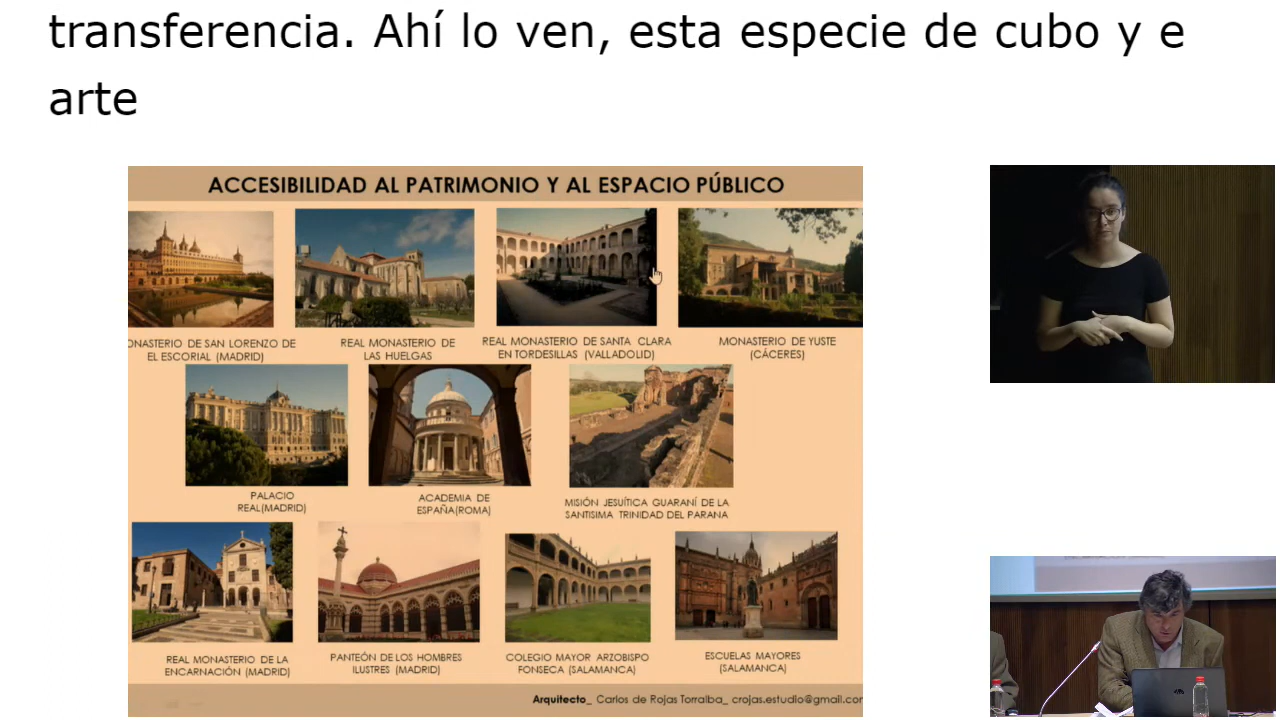 transferencia. Ahí lo ven, esta especie de cubo y e
arte
ACCESIBILIDAD AL PATRIMONIO Y AL ESPACIO PÚBLICO
ONASTERIO DE SAN LORENZO DE
EL ESCORIAL (MADRID)
REAL MONASTERIO DE
LAS HUELGAS
REAL MONASTERIO DE SANTA CLARA
EN TORDESILLAS (VALLADOLID)
MONASTERIO DE YUSTE
(CÁCERES)
PALACIO
REAL(MADRID)
ACADEMIA DE
ESPAÑA(ROMA)
MISIÓN JESUÍTICA GUARANÍ DE LA
SANTISIMA TRINIDAD DEL PARANA
REAL MONASTERIO DE LA
ENCARNACIÓN (MADRID)
PANTEÓN DE LOS HOMBRES
ILUSTRES (MADRID)
COLEGIO MAYOR ARZOBISPO
FONSECA (SALAMANCA)
ESCUELAS MAYORES
(SALAMANCA)
Arquitecto_ Carlos de Rojas Torralba_ crojas.estudio@gmail.cor